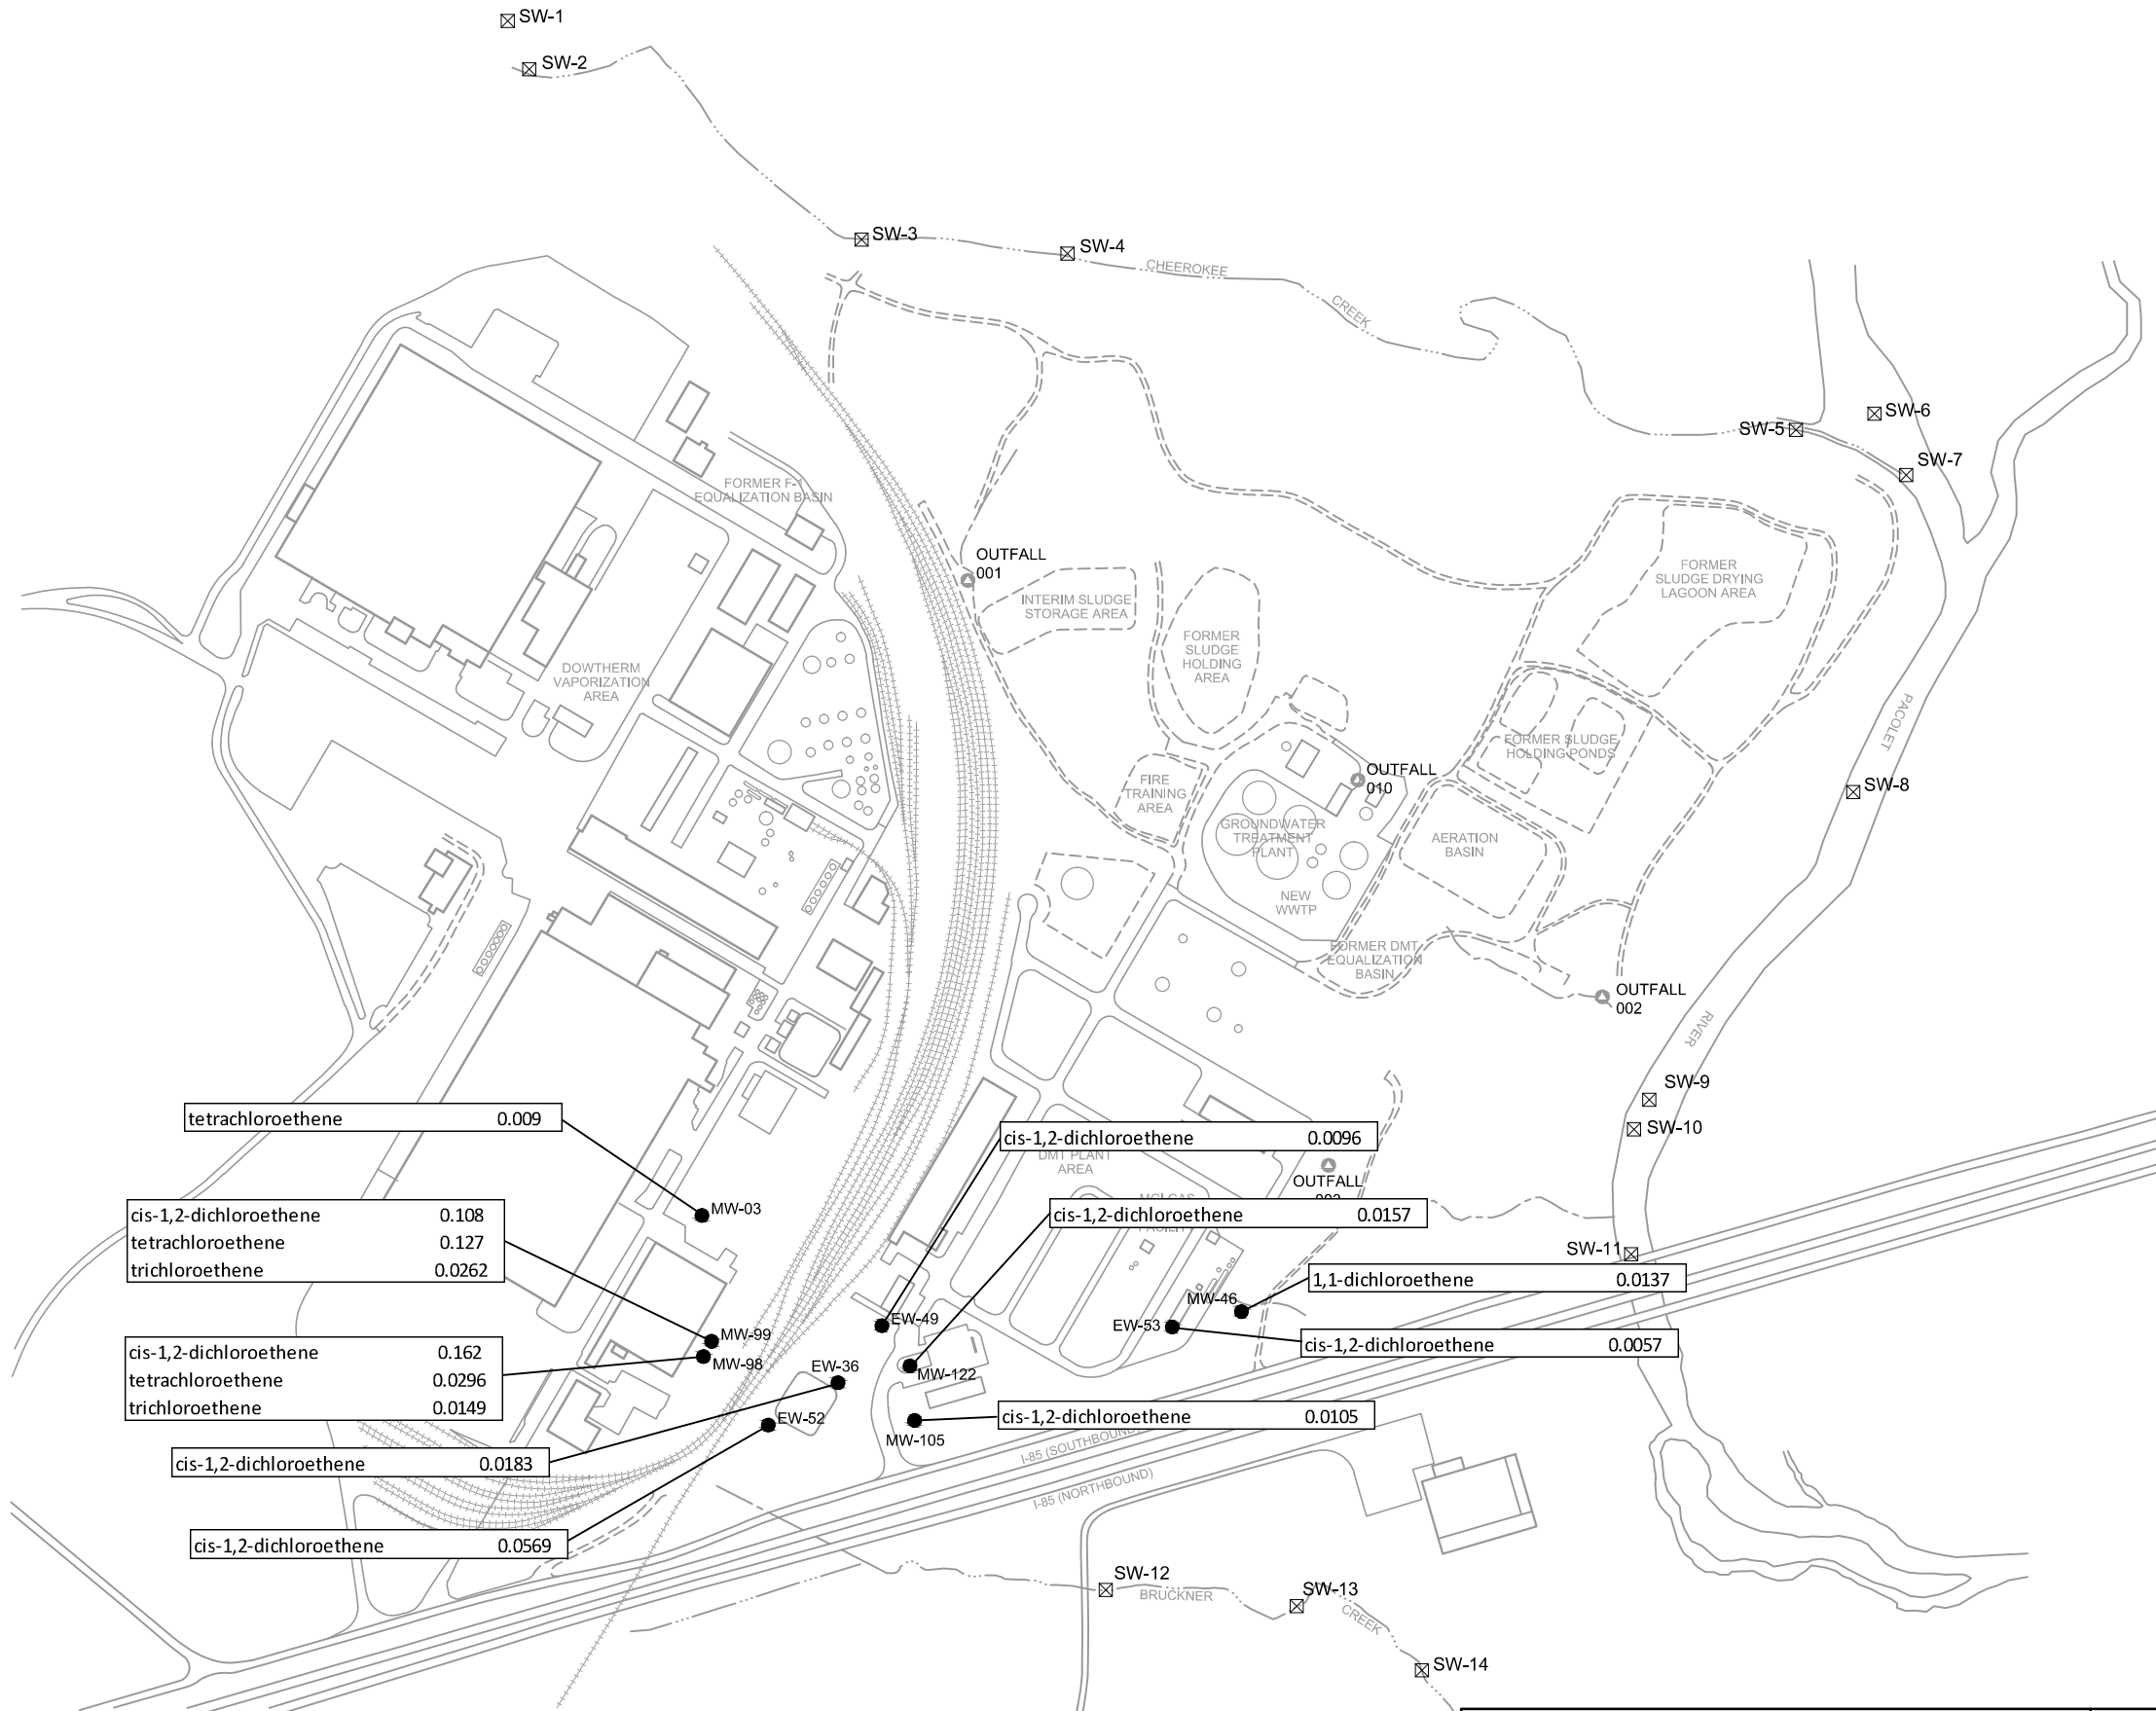 SW-1
SW-2
SW-3
SW-4
CHEEROKEE
CREEK
SW-6
SW-5
SW-7
FORMER F-1
EQUALIZATION BASIN
OUTFALL
001
INTERIM SLUDGE
STORAGE AREA
FORMER
SLUDGE DRYING
LAGOON AREA
FORMER
SLUDGE
HOLDING
AREA
DOWTHERM
VAPORIZATION
AREA
PACOLET
FORMER SLUDGE
HOLDING PONDS
OUTFALL
010
FIRE
TRAINING
AREA
SW-8
GROUNDWATER
TREATMENT
PLANT
AERATION
BASIN
NEW
WWTP
FORMER DMT
EQUALIZATION
BASIN
OUTFALL
002
RIVER
SW-9
SW-10
tetrachloroethene 0.009
cis-1,2-dichloroethene 0.0096
DMT PLANT
AREA
OUTFALL
MW-03
cis-1,2-dichloroethene 0.108
tetrachloroethene 0.127
trichloroethene 0.0262
cis-1,2-dichloroethene 0.0157
SW-11
1,1-dichloroethene 0.0137
MW-46
EW-49
EW-53
MW-99
MW-98
cis-1,2-dichloroethene 0.0057
cis-1,2-dichloroethene 0.162
tetrachloroethene 0.0296
trichloroethene 0.0149
EW-36
MW-122
EW-52
cis-1,2-dichloroethene 0.0105
MW-105
I-85 (SOUTHBOUND)
cis-1,2-dichloroethene 0.0183
I-85 (NORTHBOUND)
cis-1,2-dichloroethene 0.0569
SW-12
BRUCKNER
SW-13
CREEK
SW-14